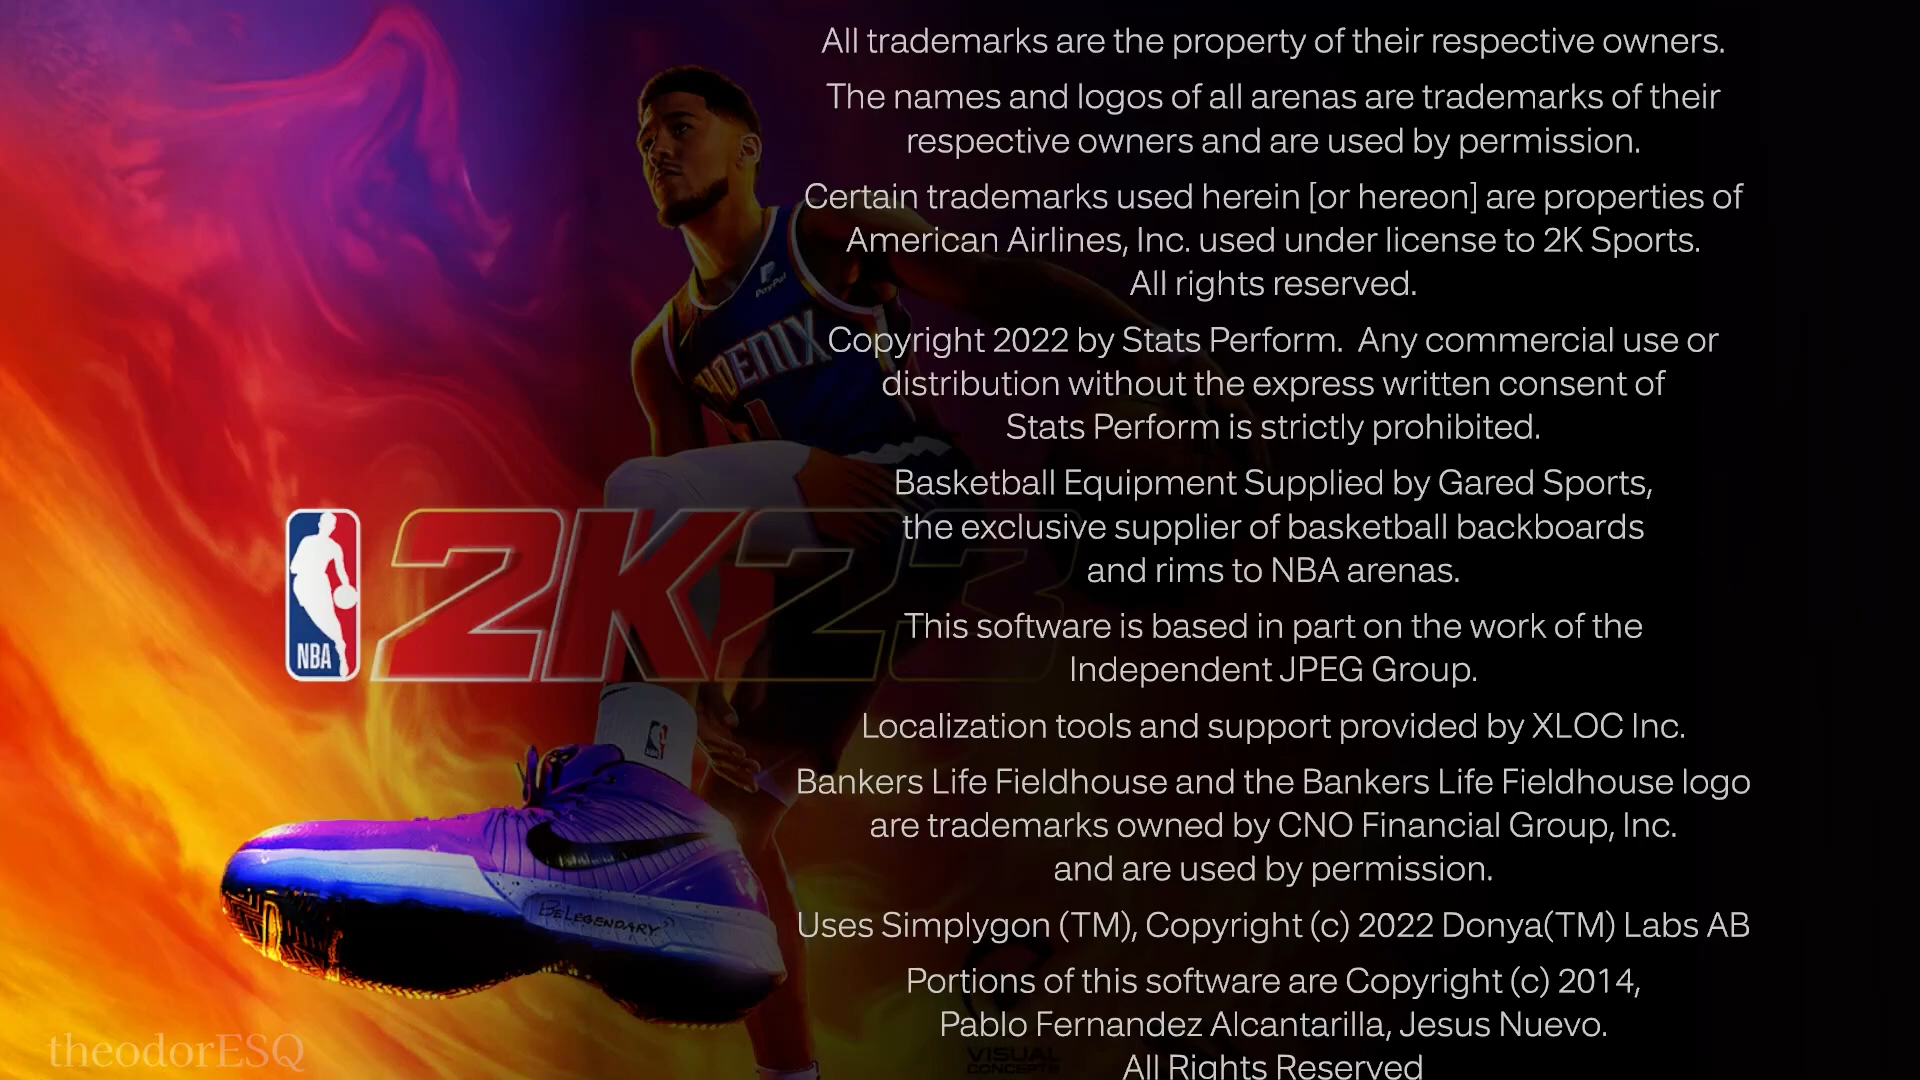 All trademarks are the property of their respective owners.
The names and logos of all arenas are trademarks of their
respective owners and are used by permission.
Certain trademarks used herein [or hereon] are properties of
American Airlines, Inc. used under license to 2K Sports.
All rights reserved.
PayPal
Copyright 2022 by Stats Perform.  Any commercial use or
distribution without the express written consent of
Stats Perform is strictly prohibited.
PHOENIX
1
Basketball Equipment Supplied by Gared Sports,
the exclusive supplier of basketball backboards
and rims to NBA arenas.
NBA 2K23
This software is based in part on the work of the
Independent JPEG Group.
Localization tools and support provided by XLOC Inc.
Bankers Life Fieldhouse and the Bankers Life Fieldhouse logo
are trademarks owned by CNO Financial Group, Inc.
and are used by permission.
"BELEGENDARY"
Uses Simplygon (TM), Copyright (c) 2022 Donya(TM) Labs AB
Portions of this software are Copyright (c) 2014,
Pablo Fernandez Alcantarilla, Jesus Nuevo.
All Rights Reserved
theodorESQ
VISUAL
CONCEPTS